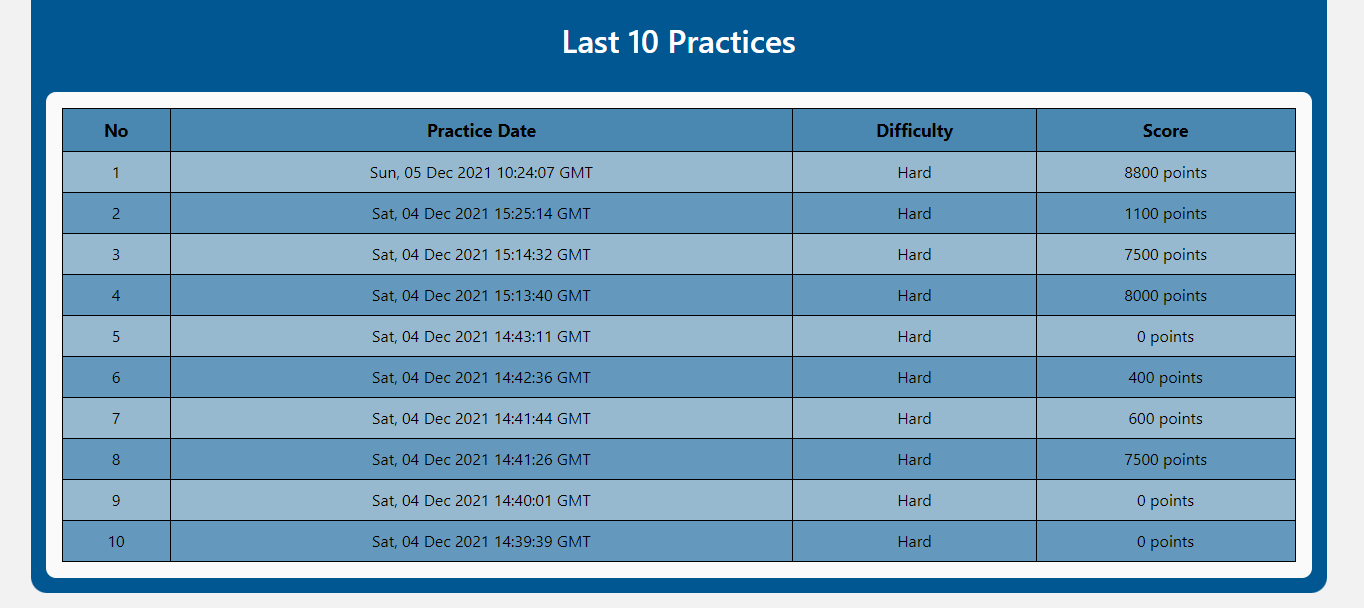 Last 10 Practices
No Practice Date Difficulty Score
1 Sun, 05 Dec 2021 10:24:07 GMT Hard 8800 points
2 Sat, 04 Dec 2021 15:25:14 GMT Hard 1100 points
3 Sat, 04 Dec 2021 15:14:32 GMT Hard 7500 points
4 Sat, 04 Dec 2021 15:13:40 GMT Hard 8000 points
5 Sat, 04 Dec 2021 14:43:11 GMT Hard 0 points
6 Sat, 04 Dec 2021 14:42:36 GMT Hard 400 points
7 Sat, 04 Dec 2021 14:41:44 GMT Hard 600 points
8 Sat, 04 Dec 2021 14:41:26 GMT Hard 7500 points
9 Sat, 04 Dec 2021 14:40:01 GMT Hard 0 points
10 Sat, 04 Dec 2021 14:39:39 GMT Hard 0 points